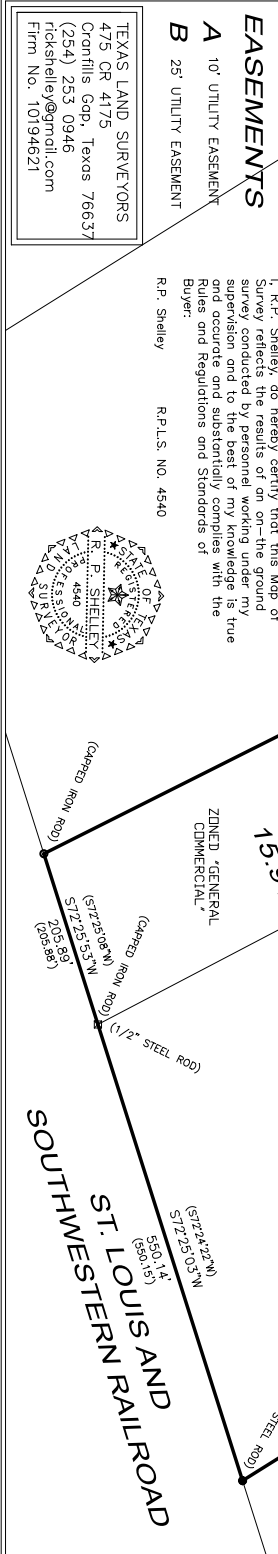 EASEMENTS
A 10' UTILITY EASEMENT
B 25' UTILITY EASEMENT
TEXAS LAND SURVEYORS
475 CR 4175
Cranfills Gap, Texas 76637
(254) 253 0946
rickshelley@gmail.com
Firm No. 10194621
I, R.P. Shelley, do hereby certify that this Map of
Survey reflects the results of an on-the ground
survey conducted by personnel working under my
supervision and to the best of my knowledge is true
and accurate and substantially complies with the
Rules and Regulations and Standards of
Buyer:
R.P. Shelley R.P.L.S. NO. 4540
STATE OF TEXAS
REGISTERED
R. P. SHELLEY
4540
PROFESSIONAL
LAND SURVEYOR
15.9
ZONED "GENERAL
COMMERCIAL"
(CAPPED IRON ROD)
(S72°25'08"W)
S72°25'53"W
205.89'
(205.88')
(CAPPED IRON ROD)
(1/2" STEEL ROD)
(S72°24'22"W)
S72°25'03"W
550.14'
(550.15')
STEEL ROD)
ST. LOUIS AND
SOUTHWESTERN RAILROAD